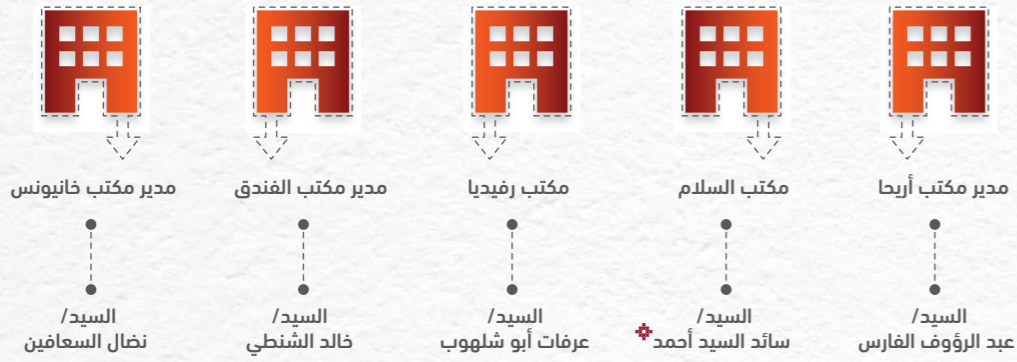 مدير مكتب أريحا
مكتب السلام
مكتب رفيديا
مدير مكتب الفندق
مدير مكتب خانيونس
السيد/
عبد الرؤوف الفارس
السيد/
سائد السيد أحمد
السيد/
عرفات أبو شلهوب
السيد/
خالد الشنطي
السيد/
نضال السعافين